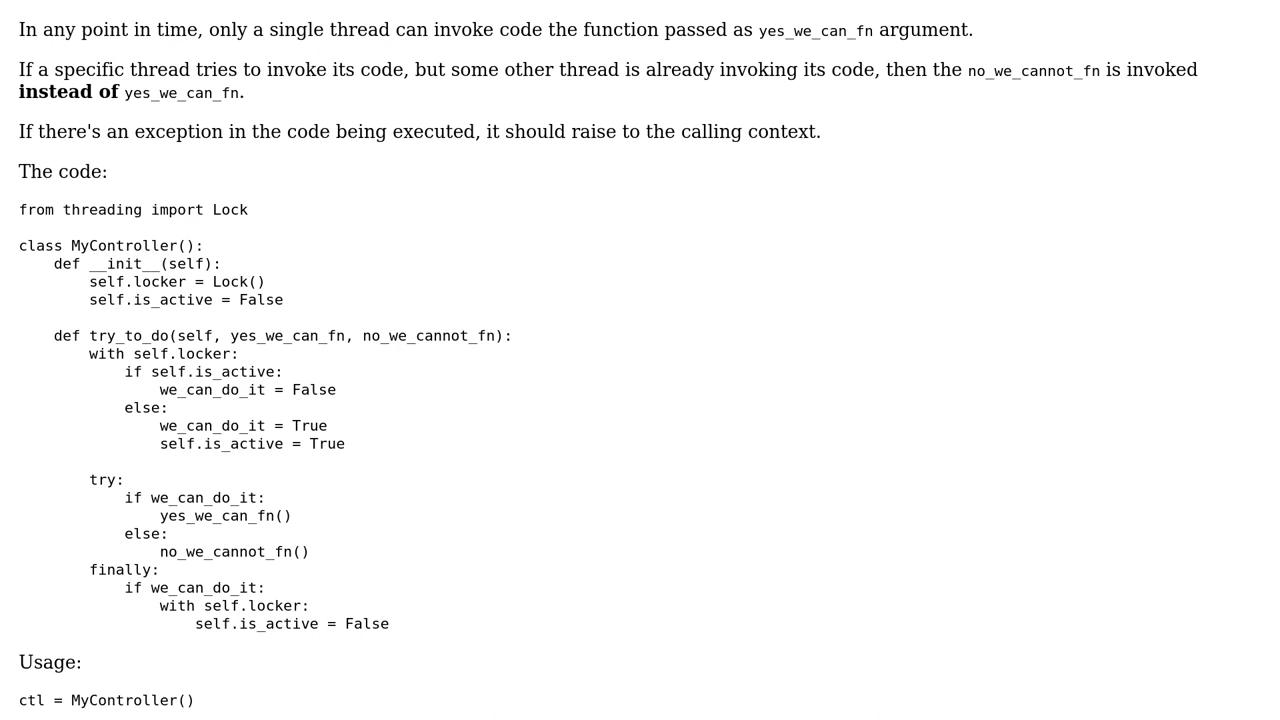 In any point in time, only a single thread can invoke code the function passed as yes_we_can_fn argument.
If a specific thread tries to invoke its code, but some other thread is already invoking its code, then the no_we_cannot_fn is invoked
instead of yes_we_can_fn.
If there's an exception in the code being executed, it should raise to the calling context.
The code:
from threading import Lock
class MyController():
    def __init__(self):
        self.locker = Lock()
        self.is_active = False
    def try_to_do(self, yes_we_can_fn, no_we_cannot_fn):
        with self.locker:
            if self.is_active:
                we_can_do_it = False
            else:
                we_can_do_it = True
                self.is_active = True
        try:
            if we_can_do_it:
                yes_we_can_fn()
            else:
                no_we_cannot_fn()
        finally:
            if we_can_do_it:
                with self.locker:
                    self.is_active = False
Usage:
ctl = MyController()